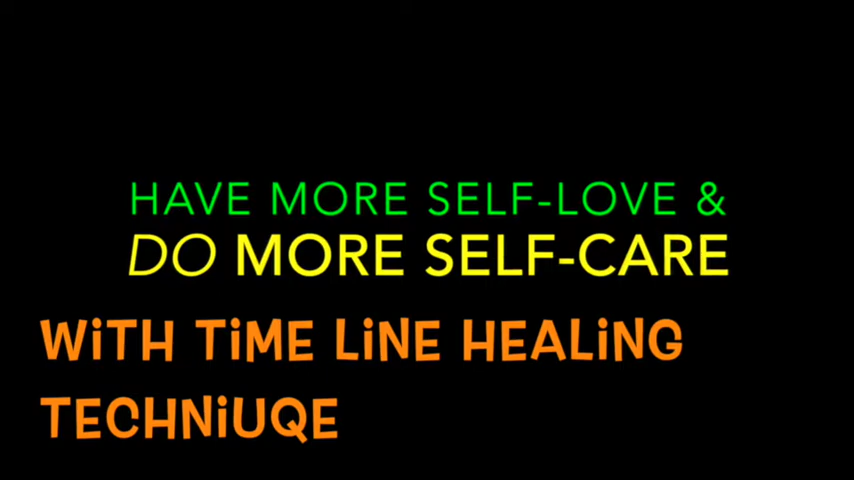 HAVE MORE SELF-LOVE &
DO MORE SELF-CARE
WiTH TiME LiNE HEALiNG
TECHNiUQE